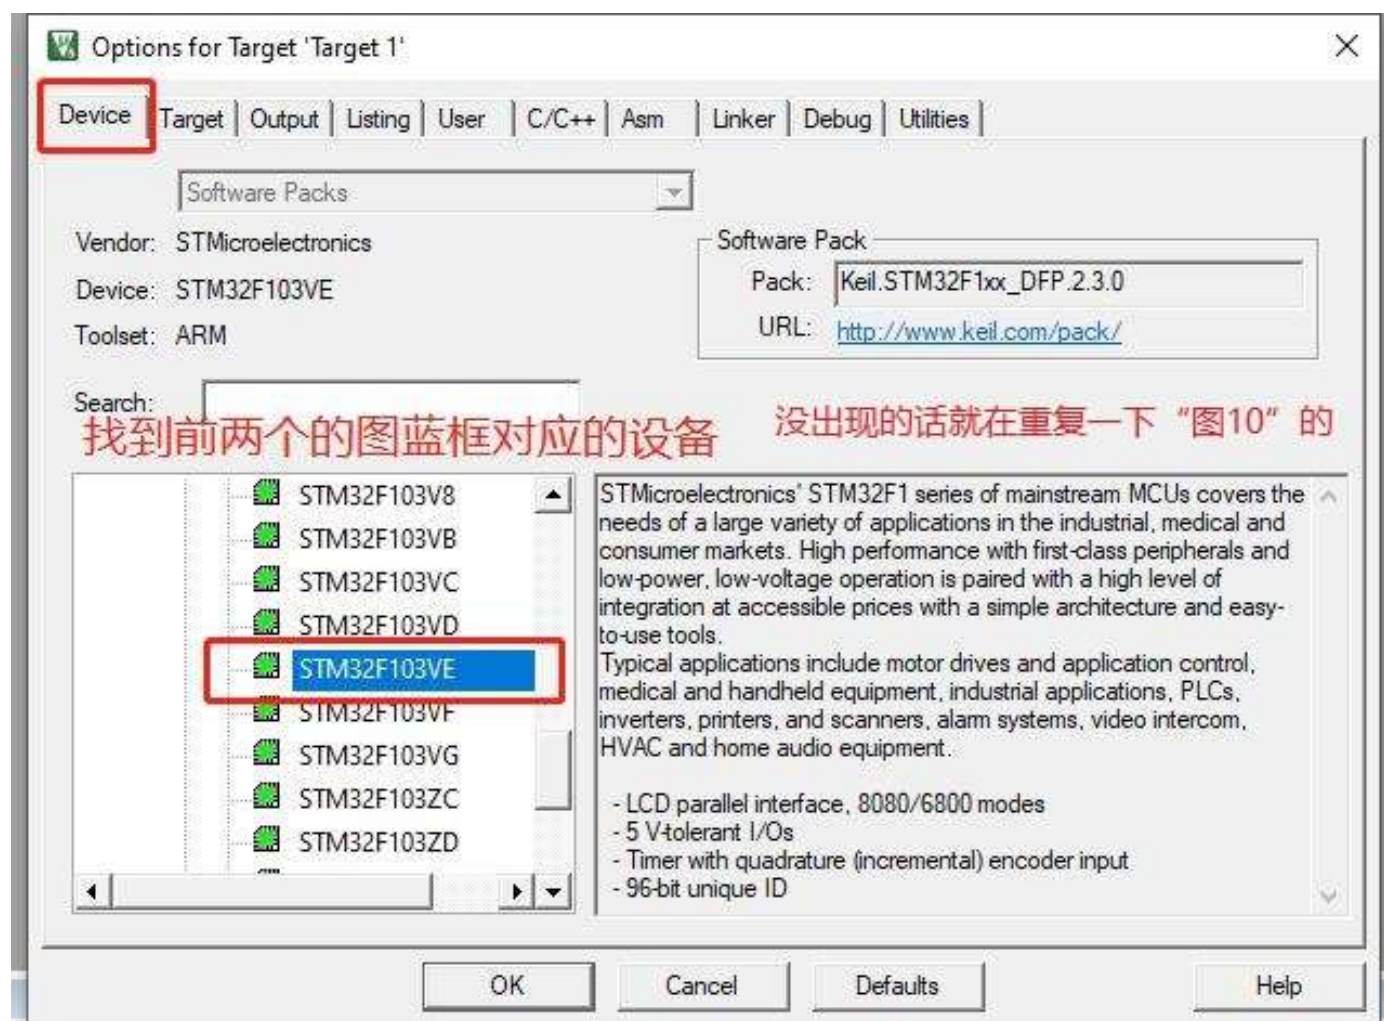 Options for Target 'Target 1'
Device Target Output Listing User C/C++ Asm Linker Debug Utilities
Software Packs
Vendor: STMicroelectronics
Device: STM32F103VE
Toolset: ARM
Software Pack
Pack: Keil.STM32F1xx_DFP.2.3.0
URL: http://www.keil.com/pack/
Search:
找到前两个的图蓝框对应的设备
没出现的话就在重复一下“图10”的
STM32F103V8
STM32F103VB
STM32F103VC
STM32F103VD
STM32F103VE
STM32F103VF
STM32F103VG
STM32F103ZC
STM32F103ZD
STMicroelectronics' STM32F1 series of mainstream MCUs covers the
needs of a large variety of applications in the industrial, medical and
consumer markets. High performance with first-class peripherals and
low-power, low-voltage operation is paired with a high level of
integration at accessible prices with a simple architecture and easy-
to-use tools.
Typical applications include motor drives and application control,
medical and handheld equipment, industrial applications, PLCs,
inverters, printers, and scanners, alarm systems, video intercom,
HVAC and home audio equipment.
- LCD parallel interface, 8080/6800 modes
- 5 V-tolerant I/Os
- Timer with quadrature (incremental) encoder input
- 96-bit unique ID
OK Cancel Defaults Help